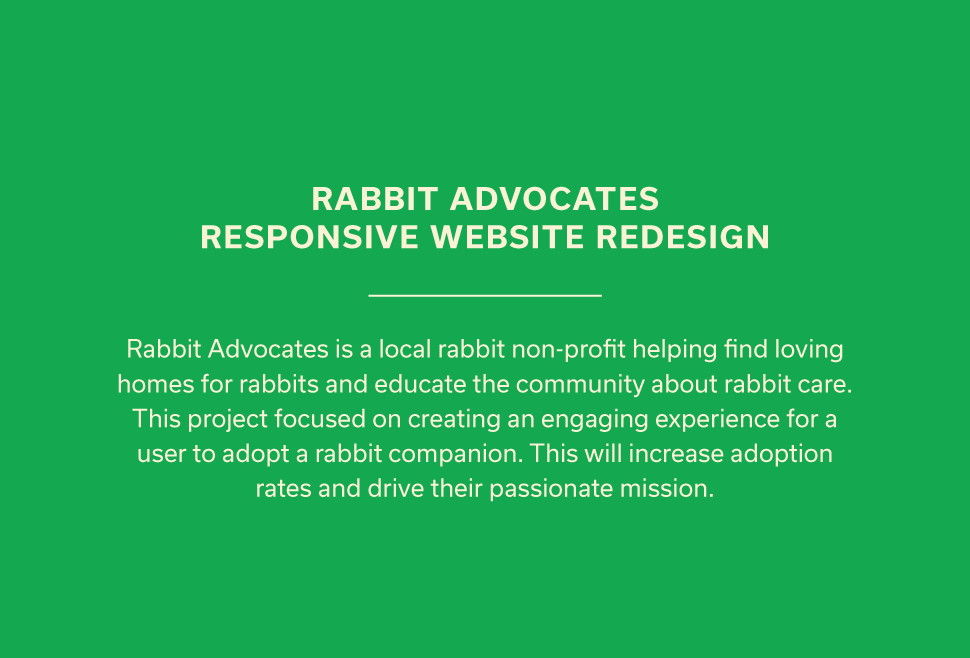 RABBIT ADVOCATES
RESPONSIVE WEBSITE REDESIGN
Rabbit Advocates is a local rabbit non-profit helping find loving
homes for rabbits and educate the community about rabbit care.
This project focused on creating an engaging experience for a
user to adopt a rabbit companion. This will increase adoption
rates and drive their passionate mission.